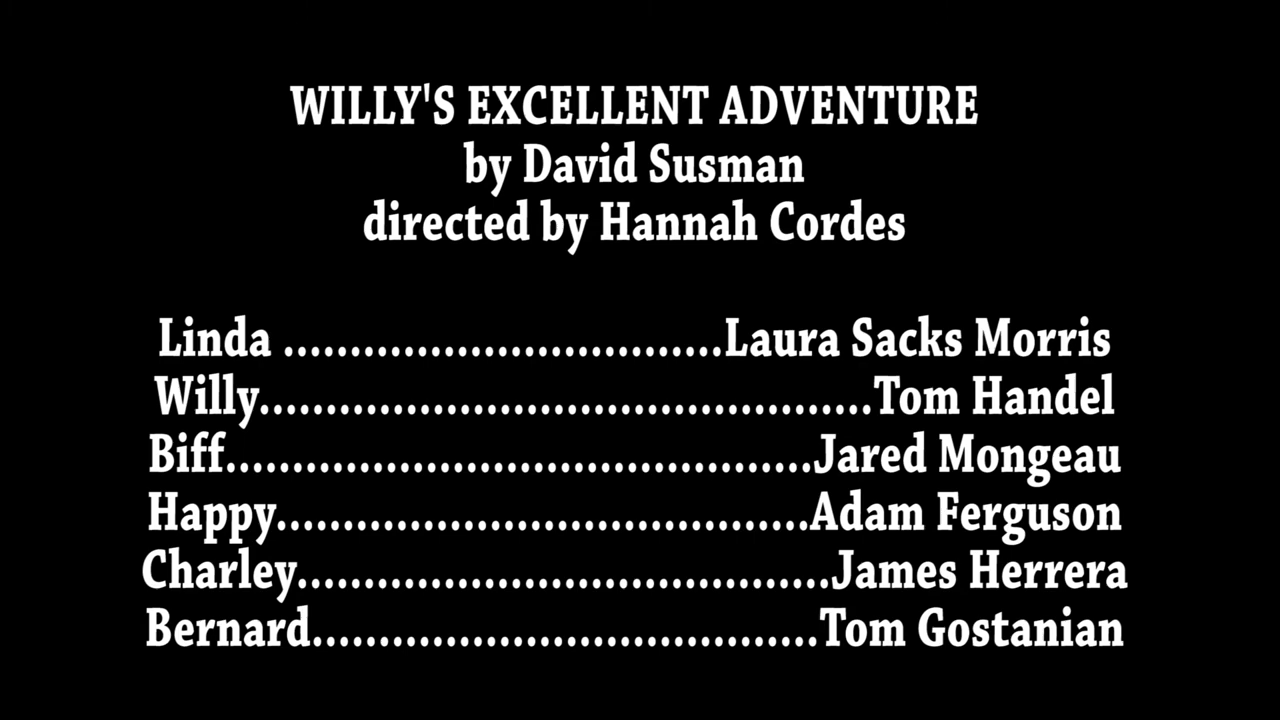 WILLY'S EXCELLENT ADVENTURE
by David Susman
directed by Hannah Cordes
Linda .................................Laura Sacks Morris
Willy..............................................Tom Handel
Biff............................................Jared Mongeau
Happy........................................Adam Ferguson
Charley........................................James Herrera
Bernard......................................Tom Gostanian